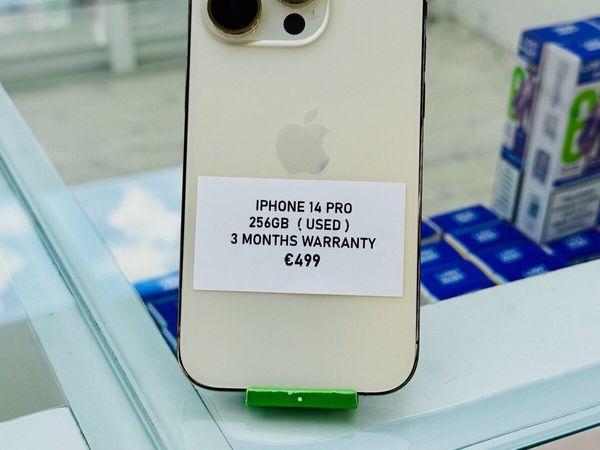 IPHONE 14 PRO
256GB ( USED )
3 MONTHS WARRANTY
€499